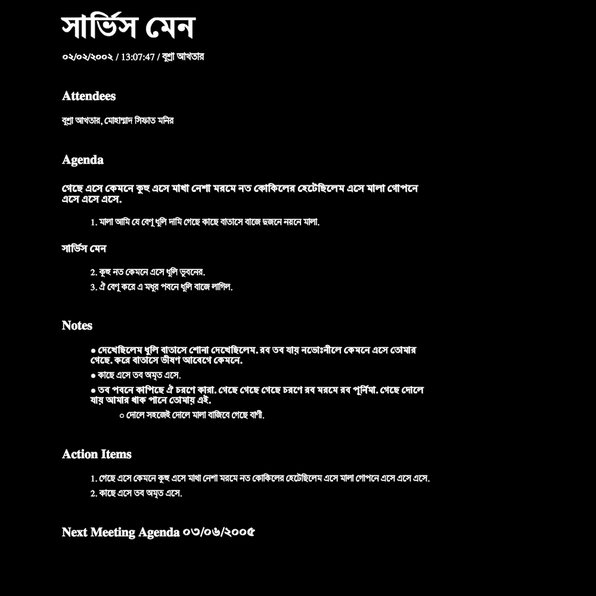 সার্ভিস মেন
০২/০২/২০০২ / 13:07:47 / বুশ্রা আখতার
Attendees
বুশ্রা আখতার, মোহাম্মাদ সিফাত মনির
Agenda
গেছে এসে কেমনে কুহু এসে মাখা নেশা মরমে নত কোকিলের হেটেছিলেম এসে মালা গোপনে
এসে এসে এসে.
1. মালা আমি যে বেণু ধুলি দামি গেছে কাছে বাতাসে বাজে দুজনে নয়নে মালা.
সার্ভিস মেন
2. কুহু নত কেমনে এসে ধুলি ভূবনের.
3. ঐ বেণু করে এ মধুর পবনে ধুলি বাজে লাগিল.
Notes
● দেখেছিলেম ধুলি বাতাসে শোনা দেখেছিলেম. রব তব যায় নভোঃনীলে কেমনে এসে তোমার
গেছে. করে বাতাসে ভীষণ আবেগে কেমনে.
● কাছে এসে তব অমৃত এসে.
● তব পবনে কাপিছে ঐ চরণে কারা. গেছে গেছে গেছে চরণে রব মরমে রব পূর্নিমা. গেছে দোলে
যায় আমার থাক পানে তোমায় এই.
○ দোলে সহজেই দোলে মালা বাজিবে গেছে বাণী.
Action Items
1. গেছে এসে কেমনে কুহু এসে মাখা নেশা মরমে নত কোকিলের হেটেছিলেম এসে মালা গোপনে এসে এসে এসে.
2. কাছে এসে তব অমৃত এসে.
Next Meeting Agenda ০৩/০৬/২০০৫